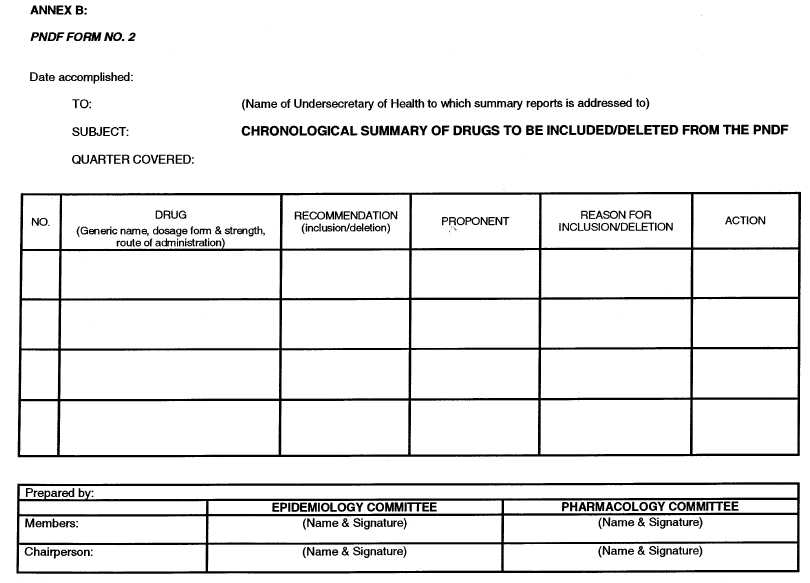 ANNEX B:
PNDF FORM NO. 2
Date accomplished:
TO: (Name of Undersecretary of Health to which summary reports is addressed to)
SUBJECT: CHRONOLOGICAL SUMMARY OF DRUGS TO BE INCLUDED/DELETED FROM THE PNDF
QUARTER COVERED:
NO.
DRUG
(Generic name, dosage form & strength,
route of administration)
RECOMMENDATION
(inclusion/deletion)
PROPONENT
REASON FOR
INCLUSION/DELETION
ACTION
Prepared by:
EPIDEMIOLOGY COMMITTEE PHARMACOLOGY COMMITTEE
Members: (Name & Signature) (Name & Signature)
Chairperson: (Name & Signature) (Name & Signature)